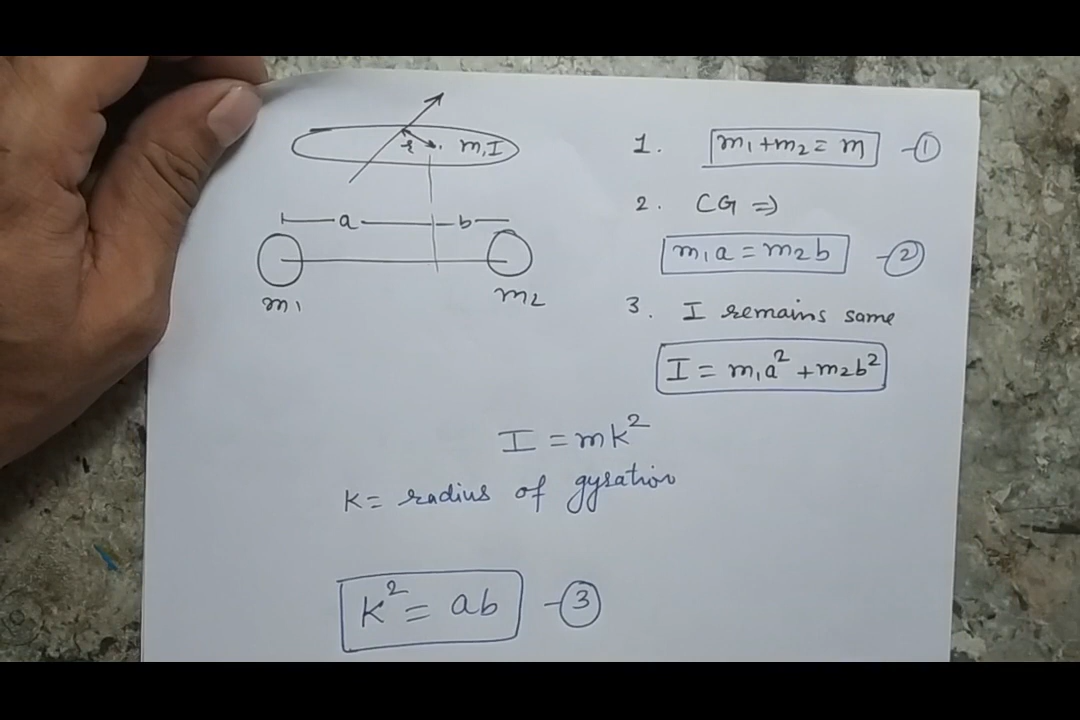 r m, I
a b
m1 m2
1. m1 + m2 = m -①
2. CG ⇒
m1a = m2b -②
3. I remains same
I = m1a² + m2b²
I = mk²
K = radius of gyration
K² = ab -③